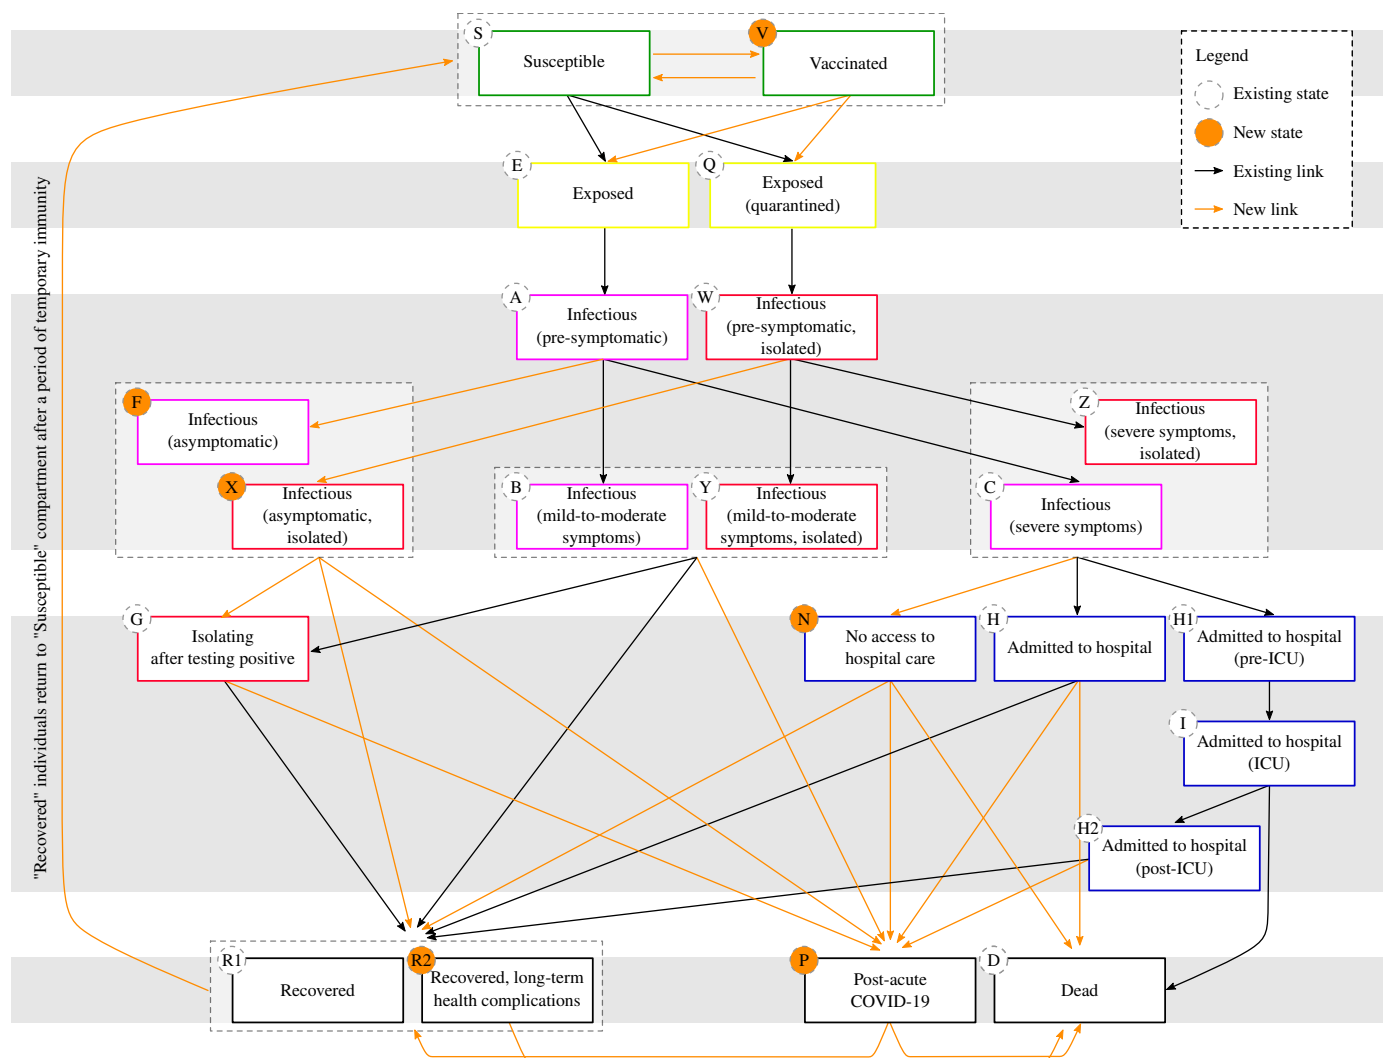 S
Susceptible
V
Vaccinated
Legend
Existing state
New state
Existing link
New link
E
Exposed
Q
Exposed
(quarantined)
"Recovered" individuals return to "Susceptible" compartment after a period of temporary immunity
A
Infectious
(pre-symptomatic)
W
Infectious
(pre-symptomatic,
isolated)
F
Infectious
(asymptomatic)
Z
Infectious
(severe symptoms,
isolated)
X
Infectious
(asymptomatic,
isolated)
B
Infectious
(mild-to-moderate
symptoms)
Y
Infectious
(mild-to-moderate
symptoms, isolated)
C
Infectious
(severe symptoms)
G
Isolating
after testing positive
N
No access to
hospital care
H
Admitted to hospital
H1
Admitted to hospital
(pre-ICU)
I
Admitted to hospital
(ICU)
H2
Admitted to hospital
(post-ICU)
R1
Recovered
R2
Recovered, long-term
health complications
P
Post-acute
COVID-19
D
Dead